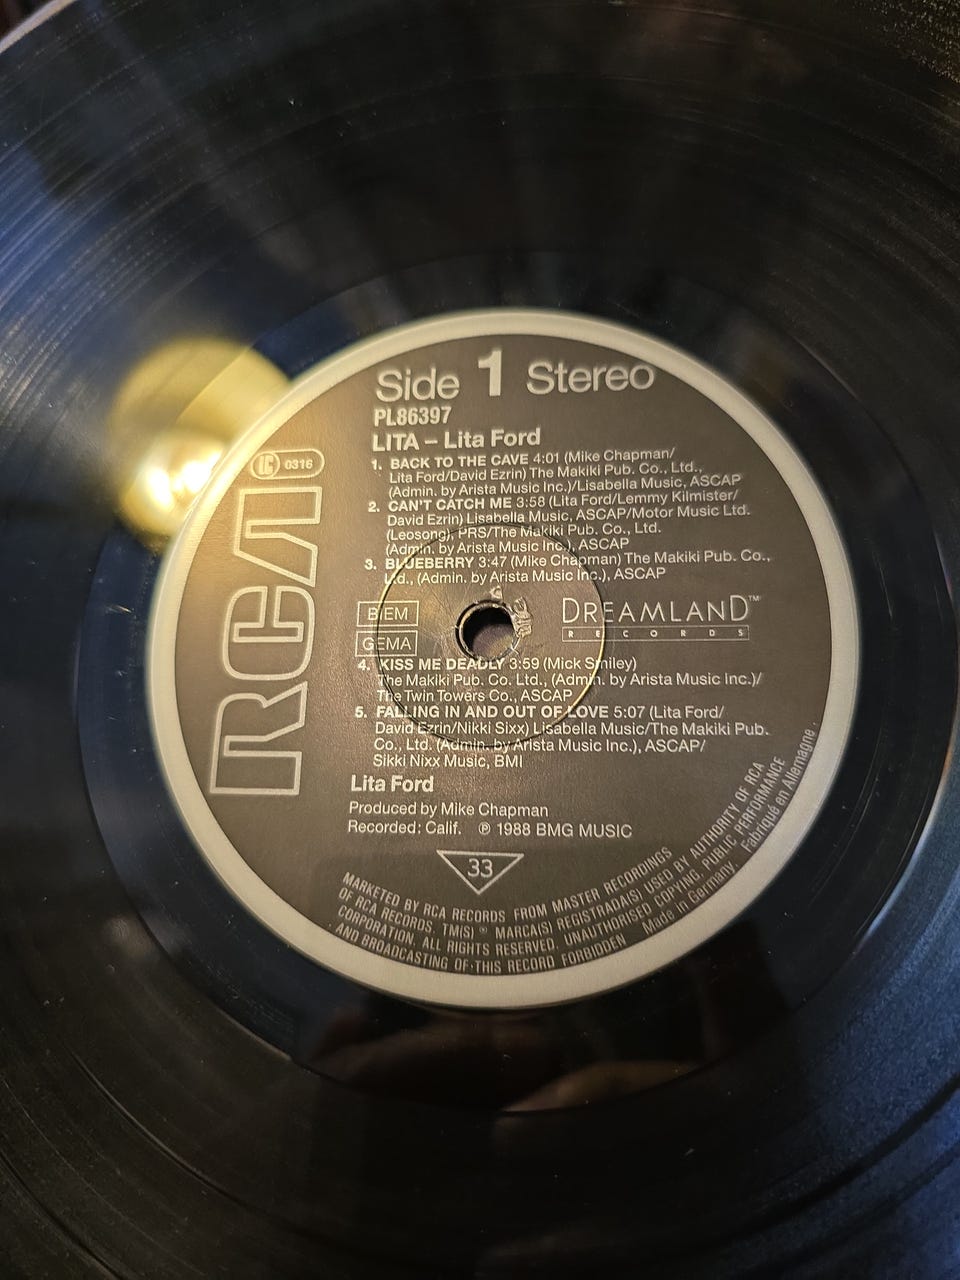 Side 1 Stereo
PL86397
LITA – Lita Ford
LC 0316
RCA
1. BACK TO THE CAVE 4:01 (Mike Chapman/
Lita Ford/David Ezrin) The Makiki Pub. Co., Ltd.,
(Admin. by Arista Music Inc.)/Lisabella Music, ASCAP
2. CAN'T CATCH ME 3:58 (Lita Ford/Lemmy Kilmister/
David Ezrin) Lisabella Music, ASCAP/Motor Music Ltd.
(Leosong), PRS/The Makiki Pub. Co., Ltd.
(Admin. by Arista Music Inc.), ASCAP
3. BLUEBERRY 3:47 (Mike Chapman) The Makiki Pub. Co.,
Ltd., (Admin. by Arista Music Inc.), ASCAP
BIEM
GEMA
DREAMLAND™
RECORDS
4. KISS ME DEADLY 3:59 (Mick Smiley)
The Makiki Pub. Co. Ltd., (Admin. by Arista Music Inc.)/
The Twin Towers Co., ASCAP
5. FALLING IN AND OUT OF LOVE 5:07 (Lita Ford/
David Ezrin/Nikki Sixx) Lisabella Music/The Makiki Pub.
Co., Ltd. (Admin. by Arista Music Inc.), ASCAP/
Sikki Nixx Music, BMI
Lita Ford
Produced by Mike Chapman
Recorded: Calif. ℗ 1988 BMG MUSIC
33
MARKETED BY RCA RECORDS FROM MASTER RECORDINGS
OF RCA RECORDS. TM(S) ® MARCA(S) REGISTRADA(S) USED BY AUTHORITY OF RCA
CORPORATION. ALL RIGHTS RESERVED. UNAUTHORISED COPYING, PUBLIC PERFORMANCE
AND BROADCASTING OF THIS RECORD FORBIDDEN Made in Germany. Fabriqué en Allemagne.